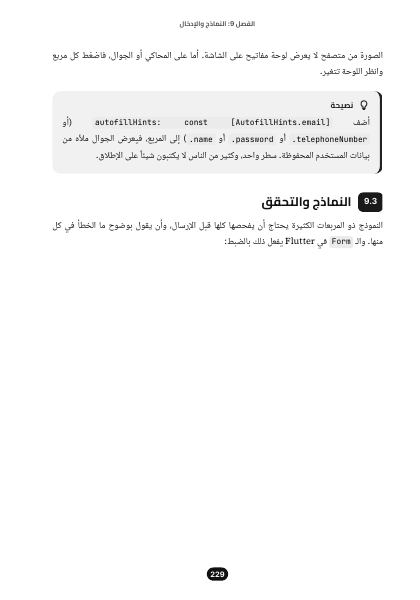 الفصل 9: النماذج والإدخال
الصورة من متصفح لا يعرض لوحة مفاتيح على الشاشة. أما على المحاكي أو الجوال، فاضغط كل مربع
وانظر اللوحة تتغير.
نصيحة
أضف autofillHints: const [AutofillHints.email] (أو
.telephoneNumber أو .password أو .name) إلى المربع، فيعرض الجوال ملأه من
بيانات المستخدم المحفوظة. سطر واحد، وكثير من الناس لا يكتبون شيئاً على الإطلاق.
9.3 النماذج والتحقق
النموذج ذو المربعات الكثيرة يحتاج أن يفحصها كلها قبل الإرسال، وأن يقول بوضوح ما الخطأ في كل
منها. والـ Form في Flutter يفعل ذلك بالضبط:
229